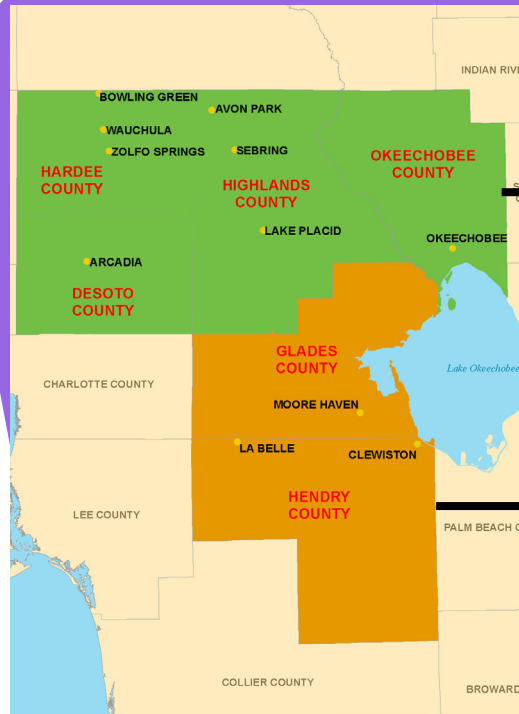 INDIAN RIVE
BOWLING GREEN
AVON PARK
WAUCHULA
ZOLFO SPRINGS
SEBRING
OKEECHOBEE
COUNTY
HARDEE
COUNTY
HIGHLANDS
COUNTY
LAKE PLACID
OKEECHOBEE
ARCADIA
DESOTO
COUNTY
GLADES
COUNTY
Lake Okeechobee
CHARLOTTE COUNTY
MOORE HAVEN
LA BELLE
CLEWISTON
HENDRY
COUNTY
LEE COUNTY
PALM BEACH C
COLLIER COUNTY
BROWARD